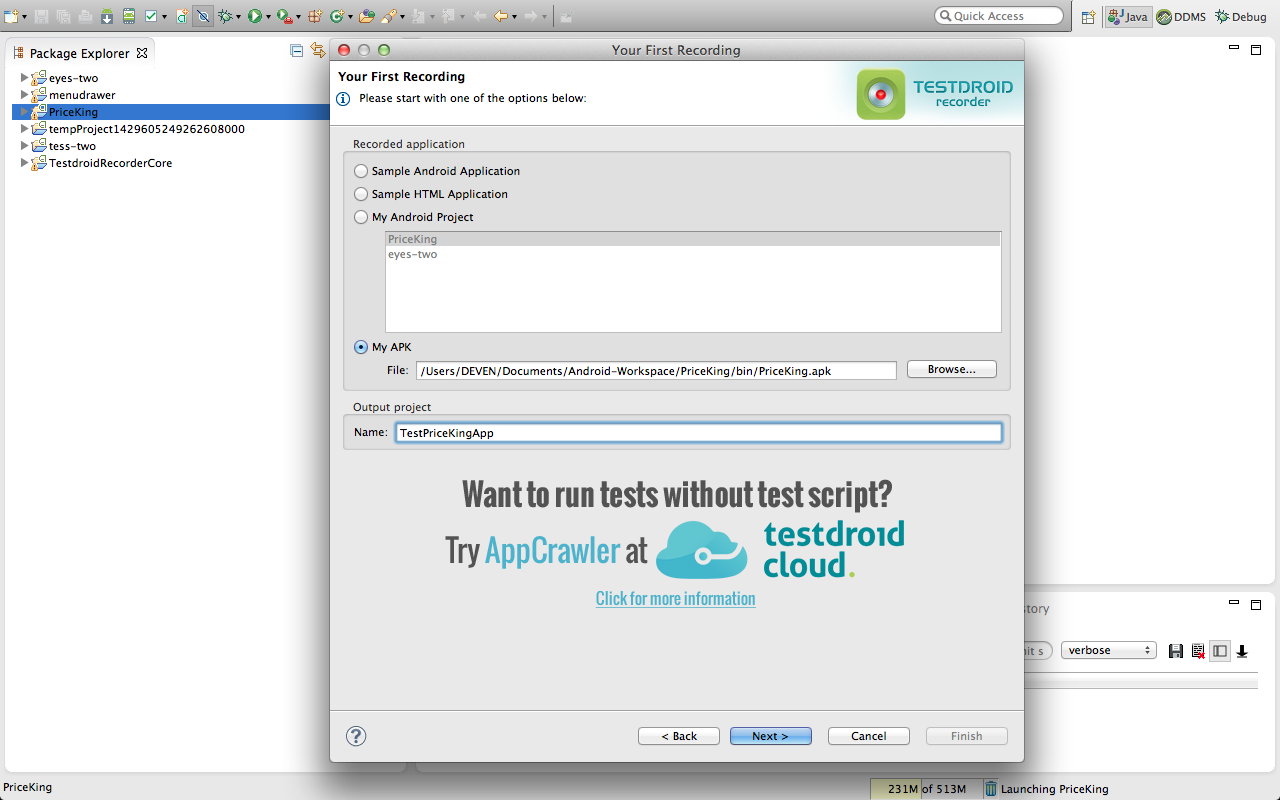 Quick Access
Java
DDMS
Debug
Package Explorer
eyes-two
menudrawer
PriceKing
tempProject1429605249262608000
tess-two
TestdroidRecorderCore
Your First Recording
Your First Recording
Please start with one of the options below:
TESTDROID
recorder
Recorded application
Sample Android Application
Sample HTML Application
My Android Project
PriceKing
eyes-two
My APK
File: /Users/DEVEN/Documents/Android-Workspace/PriceKing/bin/PriceKing.apk Browse...
Output project
Name: TestPriceKingApp
Want to run tests without test script?
Try AppCrawler at testdroid
cloud.
Click for more information
story
it s
verbose
? < Back Next > Cancel Finish
PriceKing
231M of 513M
Launching PriceKing